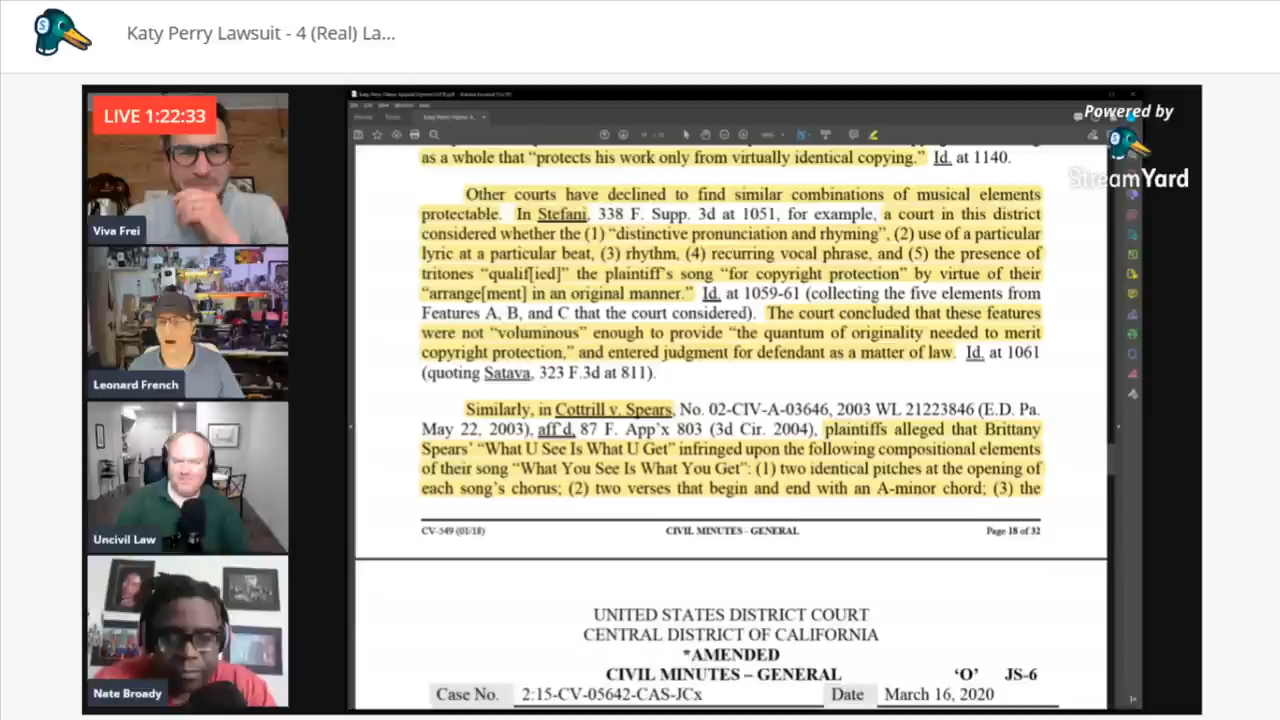 Katy Perry Lawsuit - 4 (Real) La...
LIVE 1:22:33
Viva Frei
Leonard French
Uncivil Law
Nate Broady
Powered by
StreamYard
as a whole that “protects his work only from virtually identical copying.” Id. at 1140.
Other courts have declined to find similar combinations of musical elements
protectable. In Stefani, 338 F. Supp. 3d at 1051, for example, a court in this district
considered whether the (1) “distinctive pronunciation and rhyming”, (2) use of a particular
lyric at a particular beat, (3) rhythm, (4) recurring vocal phrase, and (5) the presence of
tritones “qualif[ied]” the plaintiff’s song “for copyright protection” by virtue of their
“arrange[ment] in an original manner.” Id. at 1059-61 (collecting the five elements from
Features A, B, and C that the court considered). The court concluded that these features
were not “voluminous” enough to provide “the quantum of originality needed to merit
copyright protection,” and entered judgment for defendant as a matter of law. Id. at 1061
(quoting Satava, 323 F.3d at 811).
Similarly, in Cottrill v. Spears, No. 02-CIV-A-03646, 2003 WL 21223846 (E.D. Pa.
May 22, 2003), aff’d, 87 F. App’x 803 (3d Cir. 2004), plaintiffs alleged that Brittany
Spears’ “What U See Is What U Get” infringed upon the following compositional elements
of their song “What You See Is What You Get”: (1) two identical pitches at the opening of
each song’s chorus; (2) two verses that begin and end with an A-minor chord; (3) the
CV-549 (01/18) CIVIL MINUTES - GENERAL Page 18 of 32
UNITED STATES DISTRICT COURT
CENTRAL DISTRICT OF CALIFORNIA
*AMENDED
CIVIL MINUTES – GENERAL ‘O’ JS-6
Case No. 2:15-CV-05642-CAS-JCx Date March 16, 2020